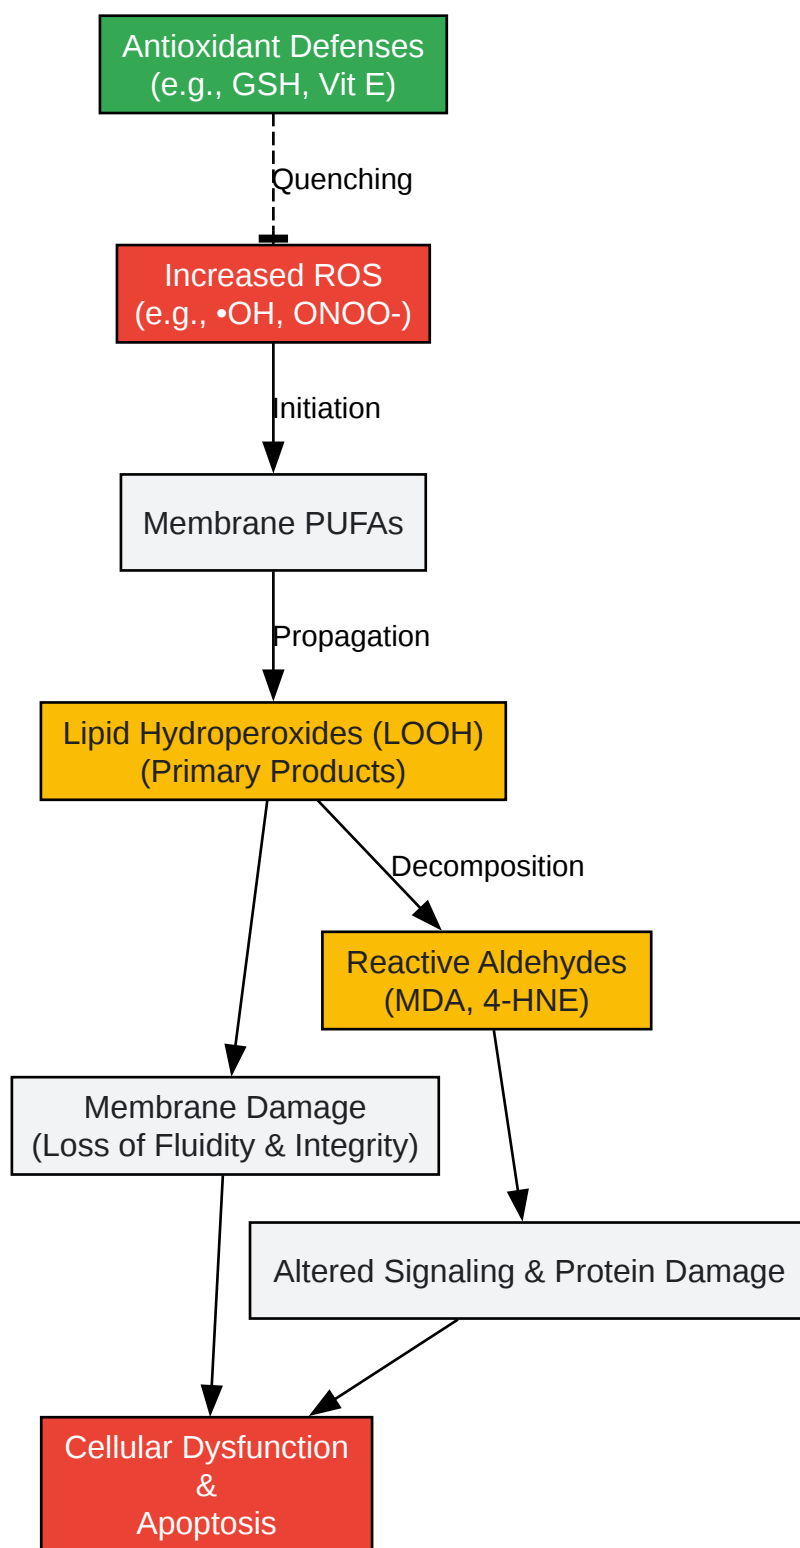 Antioxidant Defenses
(e.g., GSH, Vit E)
Quenching
Increased ROS
(e.g., •OH, ONOO-)
Initiation
Membrane PUFAs
Propagation
Lipid Hydroperoxides (LOOH)
(Primary Products)
Decomposition
Reactive Aldehydes
(MDA, 4-HNE)
Membrane Damage
(Loss of Fluidity & Integrity)
Altered Signaling & Protein Damage
Cellular Dysfunction
&
Apoptosis